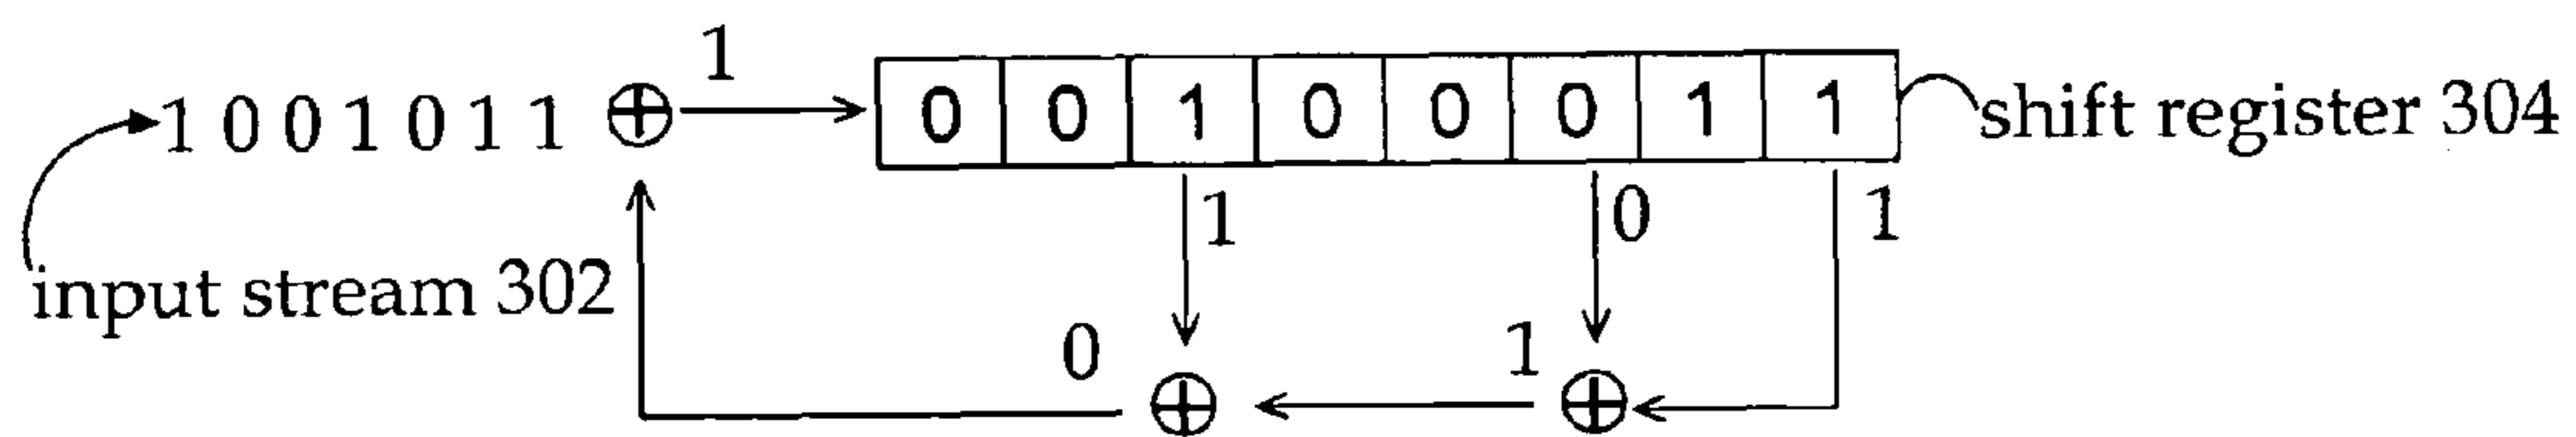 1
1 0 0 1 0 1 1 0 0 1 0 0 0 1 1 shift register 304
1 0 1
input stream 302
0 1